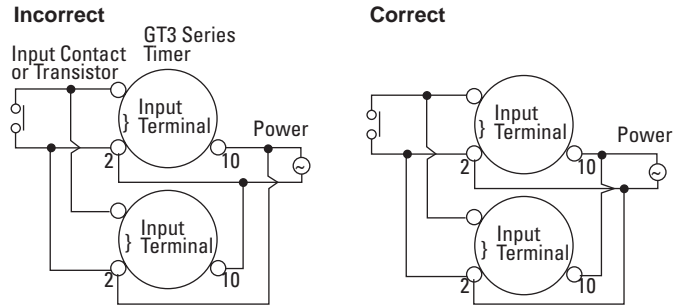 Incorrect
Input Contact
or Transistor
GT3 Series
Timer
Input
} Terminal
Power
2
10
Input
} Terminal
2
10
Correct
Input
} Terminal
Power
2
10
Input
} Terminal
2
10